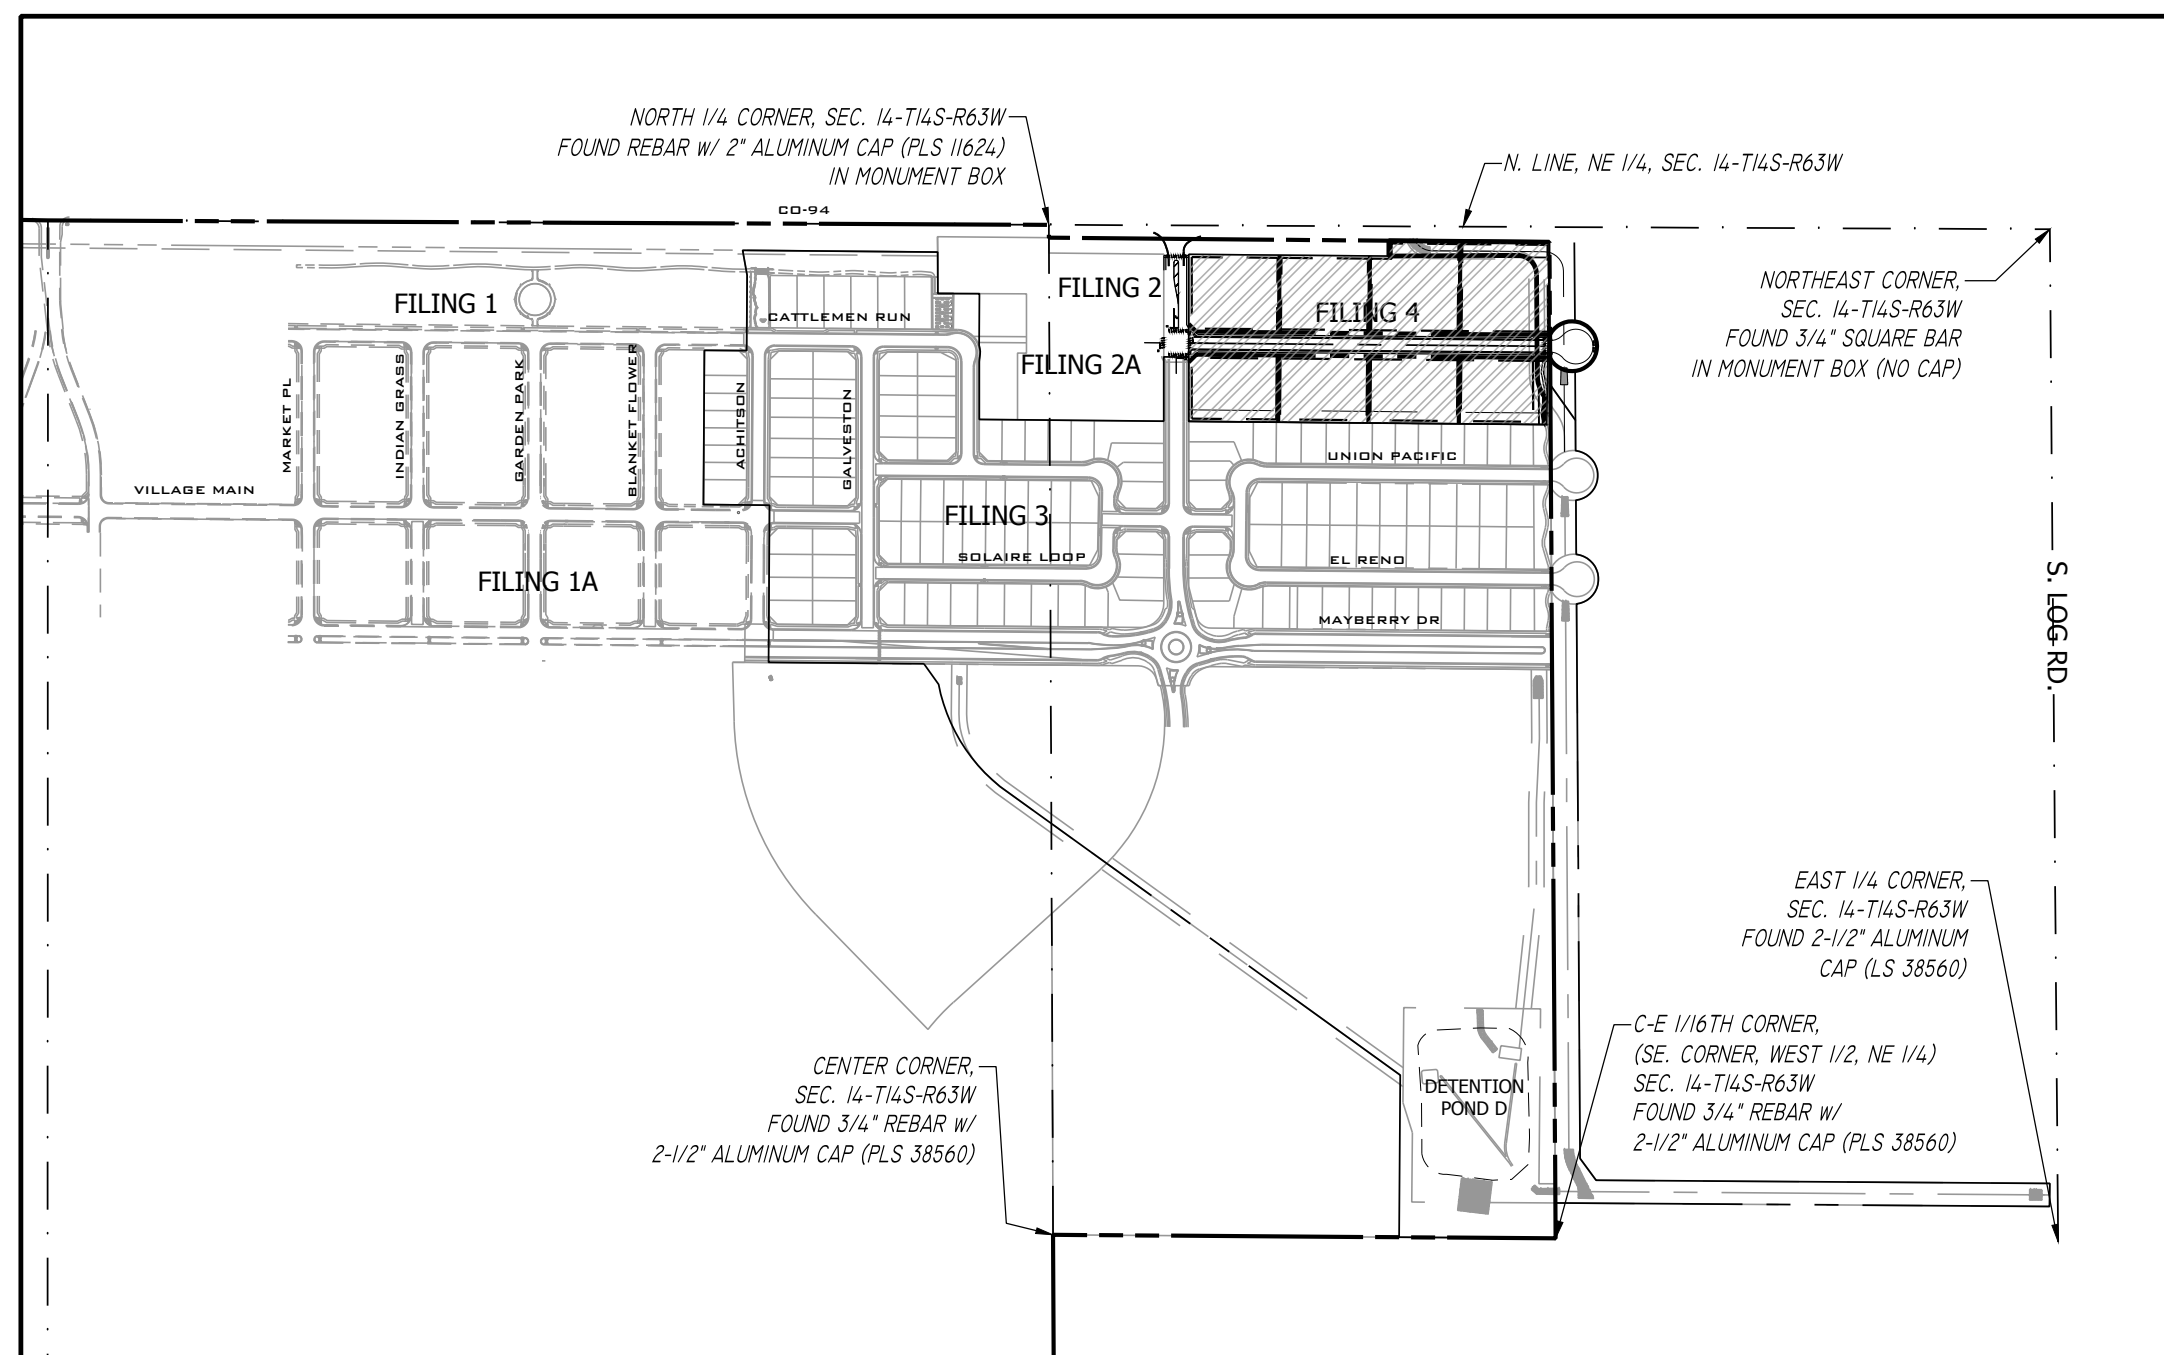 NORTH 1/4 CORNER, SEC. 14-T14S-R63W
FOUND REBAR W/ 2" ALUMINUM CAP (PLS 11624)
IN MONUMENT BOX
N. LINE, NE 1/4, SEC. 14-T14S-R63W
CO-94
NORTHEAST CORNER,
SEC. 14-T14S-R63W
FOUND 3/4" SQUARE BAR
IN MONUMENT BOX (NO CAP)
FILING 1
FILING 2
FILING 4
CATTLEMEN RUN
FILING 2A
MARKET PL
INDIAN GRASS
GARDEN PARK
BLANKET FLOWER
ACHITSON
GALVESTON
UNION PACIFIC
VILLAGE MAIN
FILING 3
SOLAIRE LOOP
EL RENO
FILING 1A
MAYBERRY DR
S. LOG RD.
EAST 1/4 CORNER,
SEC. 14-T14S-R63W
FOUND 2-1/2" ALUMINUM
CAP (LS 38560)
C-E 1/16TH CORNER,
(SE. CORNER, WEST 1/2, NE 1/4)
SEC. 14-T14S-R63W
FOUND 3/4" REBAR W/
2-1/2" ALUMINUM CAP (PLS 38560)
CENTER CORNER,
SEC. 14-T14S-R63W
FOUND 3/4" REBAR W/
2-1/2" ALUMINUM CAP (PLS 38560)
DETENTION
POND D